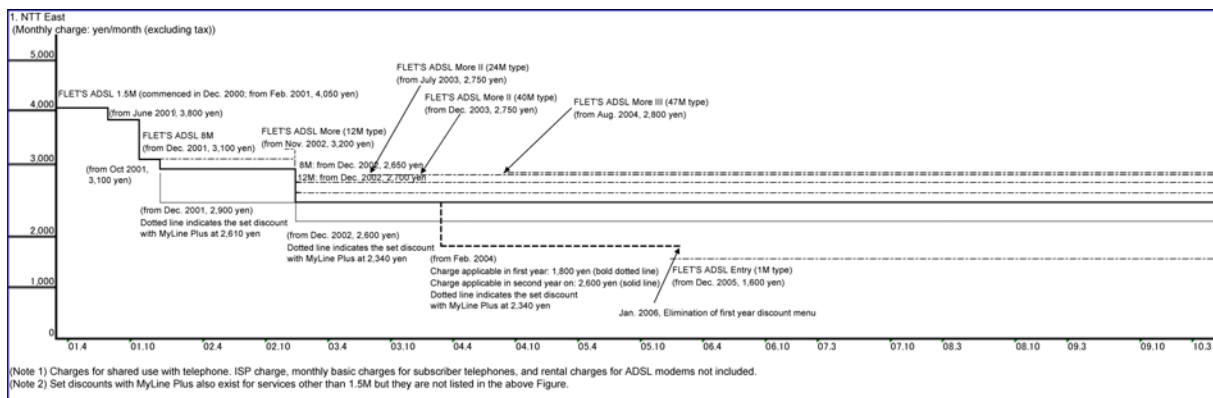 1. NTT East
(Monthly charge: yen/month (excluding tax))
5,000
4,000
3,000
2,000
1,000
0
FLET'S ADSL 1.5M (commenced in Dec. 2000; from Feb. 2001, 4,050 yen)
(from June 2001, 3,800 yen)
FLET'S ADSL 8M
(from Dec. 2001, 3,100 yen)
(from Oct 2001,
3,100 yen)
FLET'S ADSL More (12M type)
(from Nov. 2002, 3,200 yen)
FLET'S ADSL More II (24M type)
(from July 2003, 2,750 yen)
FLET'S ADSL More II (40M type)
(from Dec. 2003, 2,750 yen)
FLET'S ADSL More III (47M type)
(from Aug. 2004, 2,800 yen)
8M: from Dec. 2002, 2,650 yen
12M: from Dec. 2002, 2,700 yen
(from Dec. 2001, 2,900 yen)
Dotted line indicates the set discount
with MyLine Plus at 2,610 yen
(from Dec. 2002, 2,600 yen)
Dotted line indicates the set discount
with MyLine Plus at 2,340 yen
(from Feb. 2004)
Charge applicable in first year: 1,800 yen (bold dotted line)
Charge applicable in second year on: 2,600 yen (solid line)
Dotted line indicates the set discount
with MyLine Plus at 2,340 yen
FLET'S ADSL Entry (1M type)
(from Dec. 2005, 1,600 yen)
Jan. 2006, Elimination of first year discount menu
01.4 01.10 02.4 02.10 03.4 03.10 04.4 04.10 05.4 05.10 06.4 06.10 07.3 07.10 08.3 08.10 09.3 09.10 10.3
(Note 1) Charges for shared use with telephone. ISP charge, monthly basic charges for subscriber telephones, and rental charges for ADSL modems not included.
(Note 2) Set discounts with MyLine Plus also exist for services other than 1.5M but they are not listed in the above Figure.